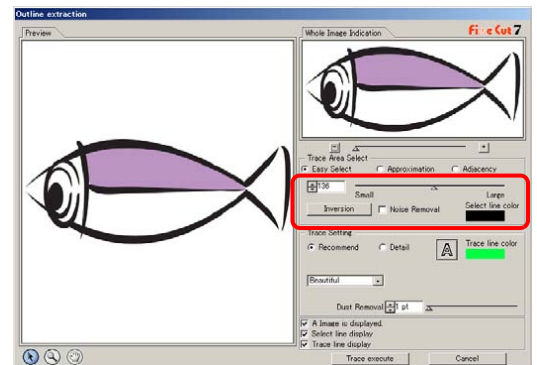 Outline extraction
Preview
Whole Image Indication
FineCut 7
- +
Trace Area Select
Easy Select Approximation Adjacency
136
Small Large
Inversion Noise Removal Select line color
Trace Setting
Recommend Detail A Trace line color
Beautiful
Dust Removal 1 pt
A Image is displayed.
Select line display
Trace line display
Trace execute Cancel